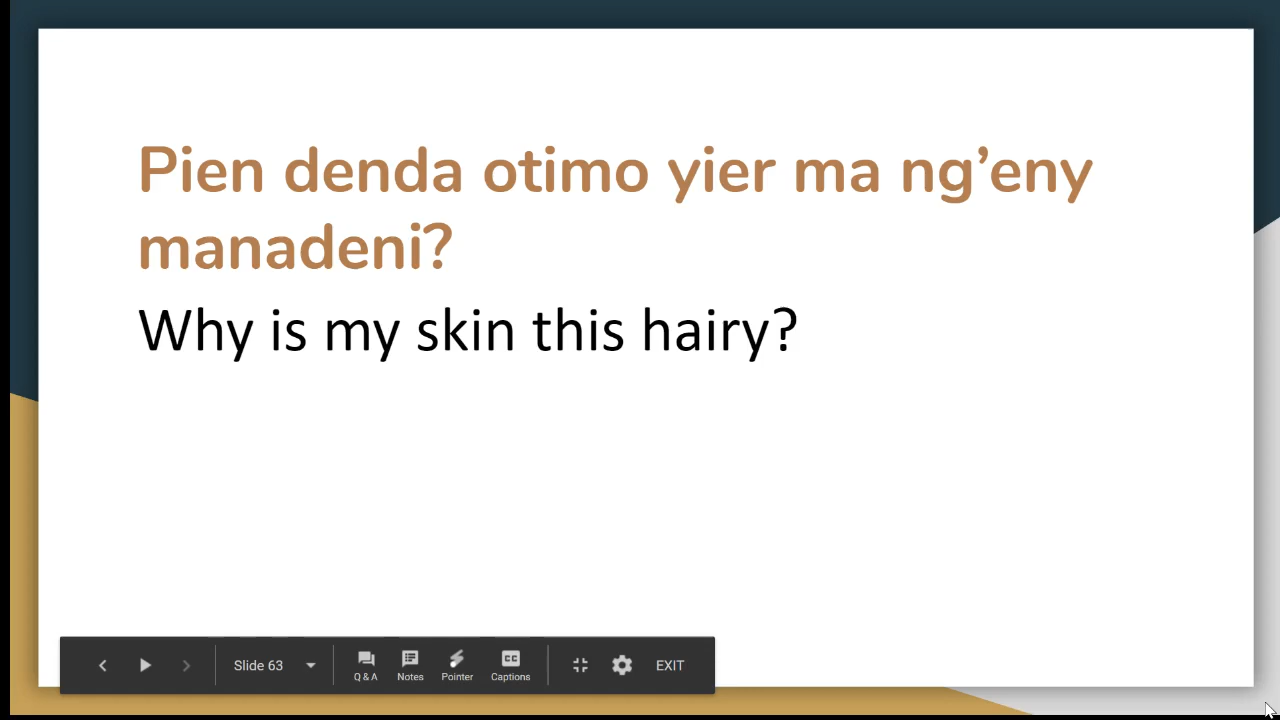 Pien denda otimo yier ma ng’eny
manadeni?
Why is my skin this hairy?
Slide 63
Q & A
Notes
Pointer
CC
Captions
EXIT